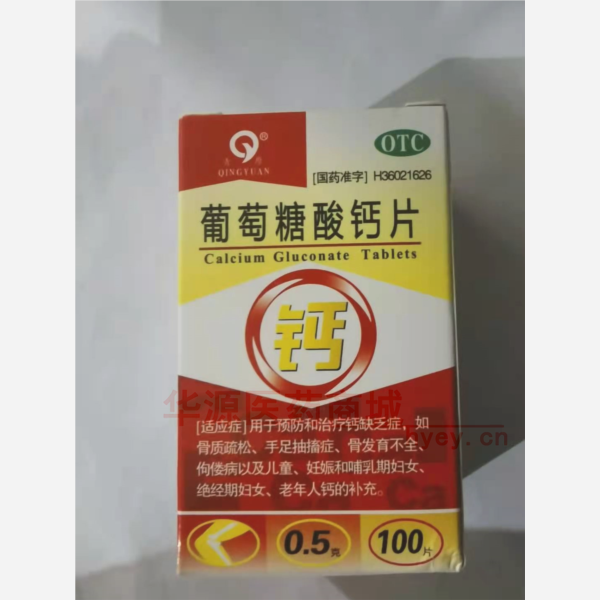 QINGYUAN
®
OTC
[国药准字] H36021626
葡萄糖酸钙片
Calcium Gluconate Tablets
钙
华源医药商城
[适应症] 用于预防和治疗钙缺乏症，如
yey.cn
骨质疏松、手足抽搐症、骨发育不全、
佝偻病以及儿童、妊娠和哺乳期妇女、
绝经期妇女、老年人钙的补充。
Ca
0.5克
100片